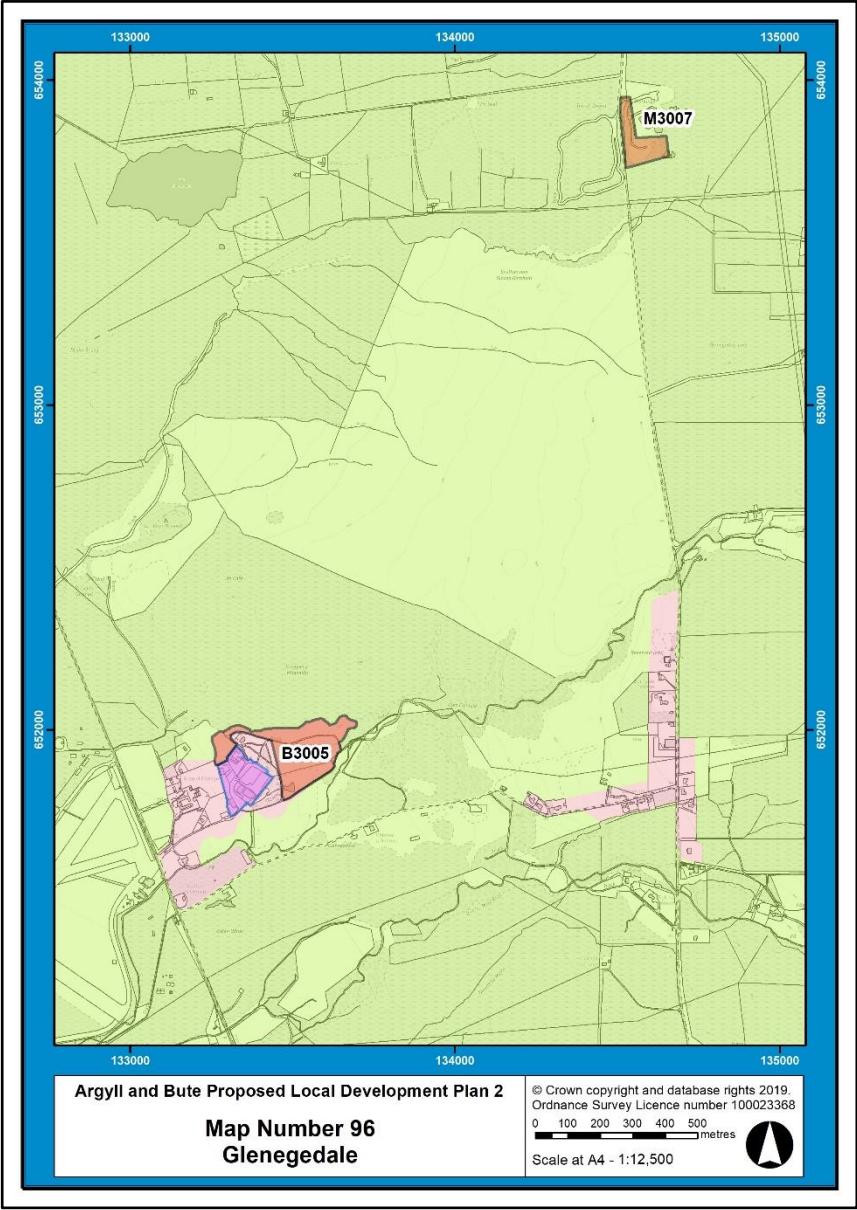 133000 134000 135000
654000 654000
M3007
653000 653000
652000 652000
B3005
133000 134000 135000
Argyll and Bute Proposed Local Development Plan 2
Map Number 96
Glenegedale
© Crown copyright and database rights 2019.
Ordnance Survey Licence number 100023368
0 100 200 300 400 500
metres
Scale at A4 - 1:12,500